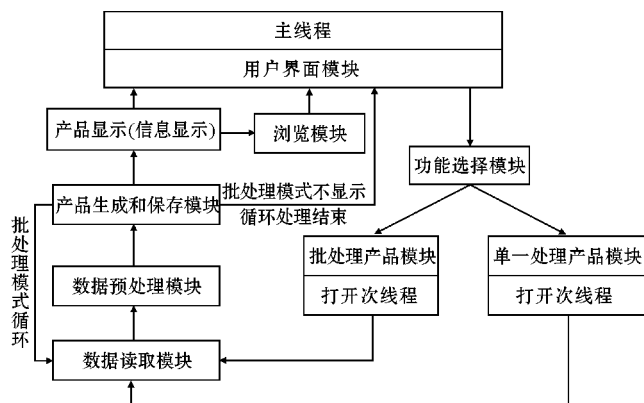 主线程
用户界面模块
产品显示(信息显示)
浏览模块
功能选择模块
产品生成和保存模块
批处理模式不显示
循环处理结束
批处理模式循环
批处理产品模块
打开次线程
单一处理产品模块
打开次线程
数据预处理模块
数据读取模块